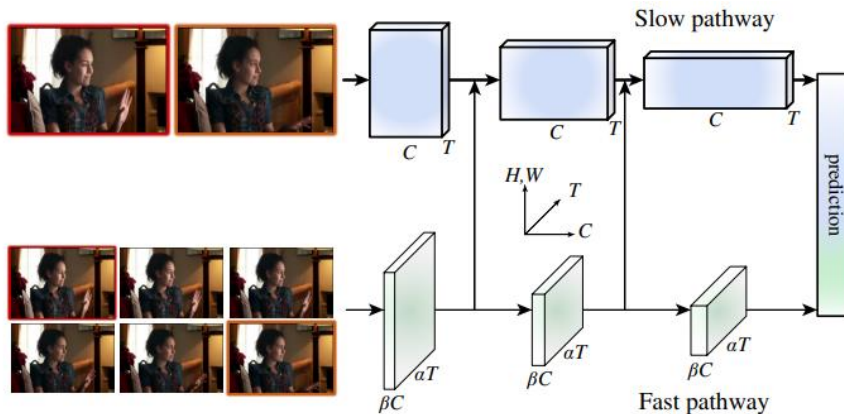 Slow pathway
C
T
C
T
C
T
H,W
T
C
prediction
αT
βC
αT
βC
αT
βC
Fast pathway